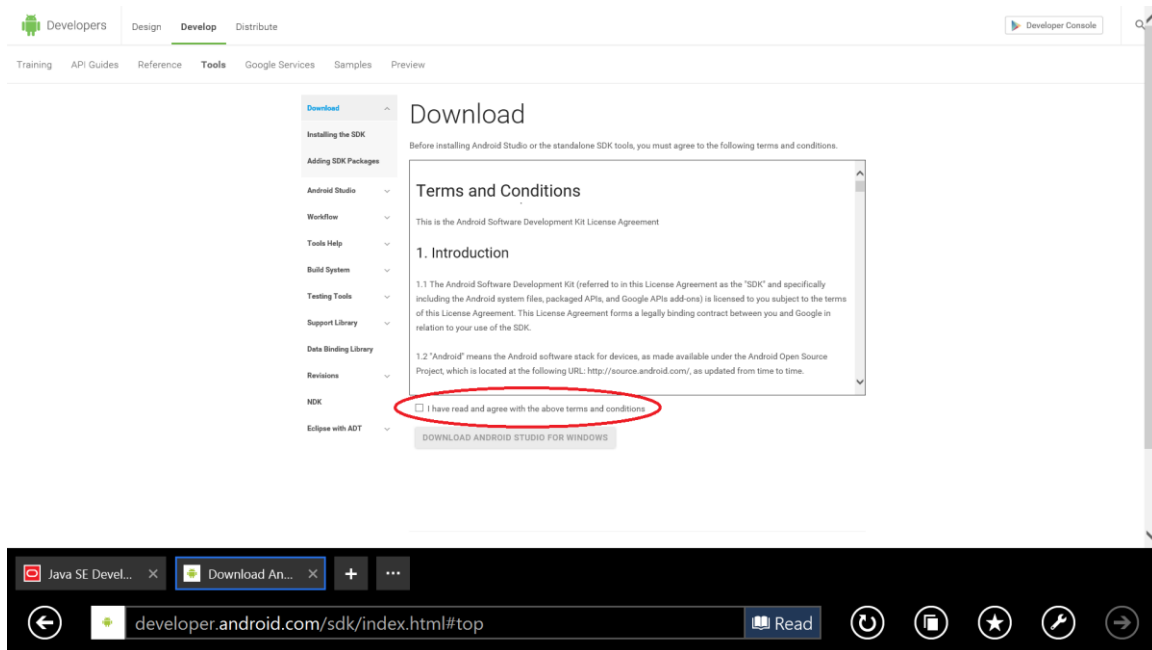 Developers Design Develop Distribute Developer Console
Training API Guides Reference Tools Google Services Samples Preview
Download
Installing the SDK
Adding SDK Packages
Android Studio
Workflow
Tools Help
Build System
Testing Tools
Support Library
Data Binding Library
Revisions
NDK
Eclipse with ADT
Download
Before installing Android Studio or the standalone SDK tools, you must agree to the following terms and conditions.
Terms and Conditions
This is the Android Software Development Kit License Agreement
1. Introduction
1.1 The Android Software Development Kit (referred to in this License Agreement as the "SDK" and specifically
including the Android system files, packaged APIs, and Google APIs add-ons) is licensed to you subject to the terms
of this License Agreement. This License Agreement forms a legally binding contract between you and Google in
relation to your use of the SDK.
1.2 "Android" means the Android software stack for devices, as made available under the Android Open Source
Project, which is located at the following URL: http://source.android.com/, as updated from time to time.
I have read and agree with the above terms and conditions
DOWNLOAD ANDROID STUDIO FOR WINDOWS
Java SE Devel... Download An...
developer.android.com/sdk/index.html#top Read